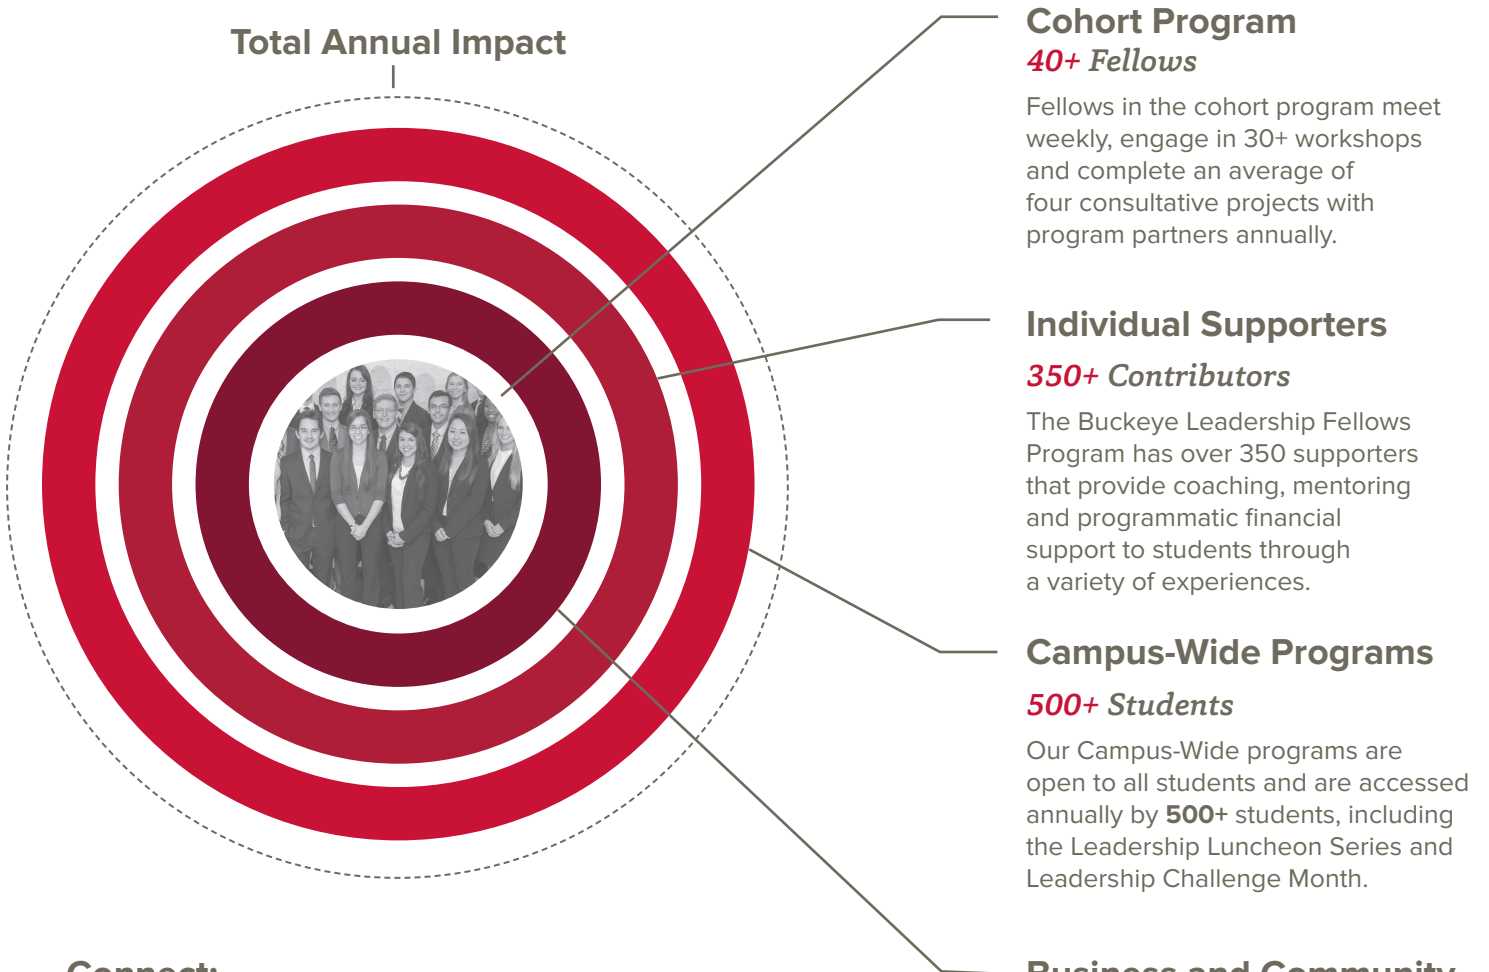 Total Annual Impact
Cohort Program
40+ Fellows
Fellows in the cohort program meet
weekly, engage in 30+ workshops
and complete an average of
four consultative projects with
program partners annually.
Individual Supporters
350+ Contributors
The Buckeye Leadership Fellows
Program has over 350 supporters
that provide coaching, mentoring
and programmatic financial
support to students through
a variety of experiences.
Campus-Wide Programs
500+ Students
Our Campus-Wide programs are
open to all students and are accessed
annually by 500+ students, including
the Leadership Luncheon Series and
Leadership Challenge Month.
Connect:
Business and Community